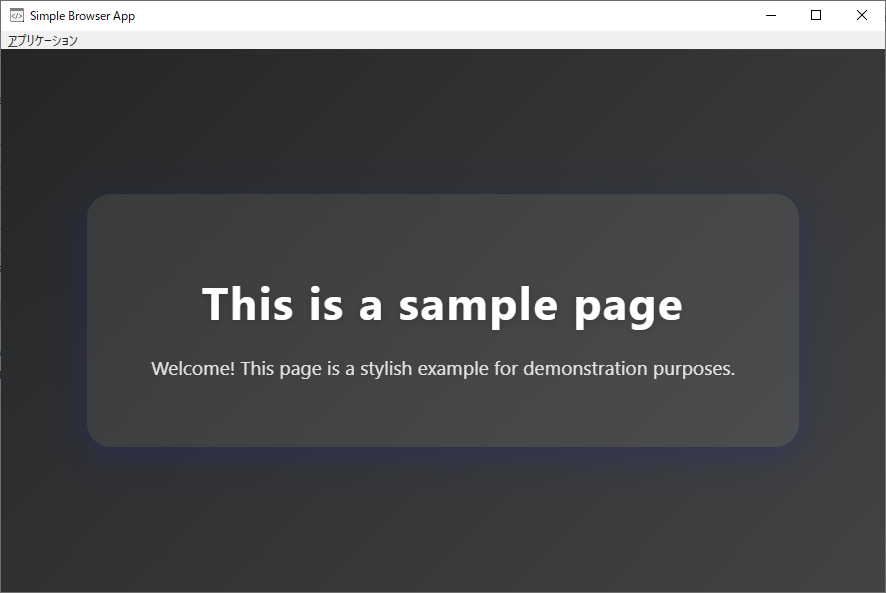 Simple Browser App
アプリケーション
This is a sample page
Welcome! This page is a stylish example for demonstration purposes.